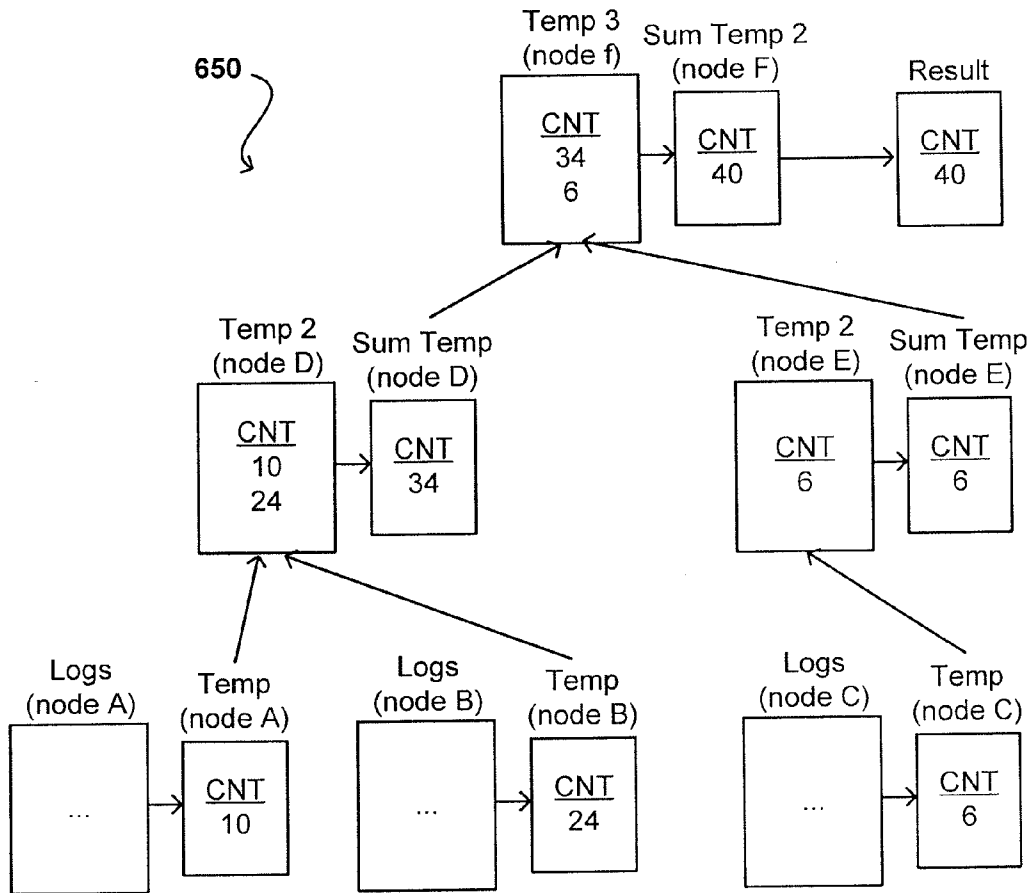 650
Temp 3
(node f)
CNT
34
6
Sum Temp 2
(node F)
CNT
40
Result
CNT
40
Temp 2
(node D)
CNT
10
24
Sum Temp
(node D)
CNT
34
Temp 2
(node E)
CNT
6
Sum Temp
(node E)
CNT
6
Logs
(node A)
...
Temp
(node A)
CNT
10
Logs
(node B)
...
Temp
(node B)
CNT
24
Logs
(node C)
...
Temp
(node C)
CNT
6